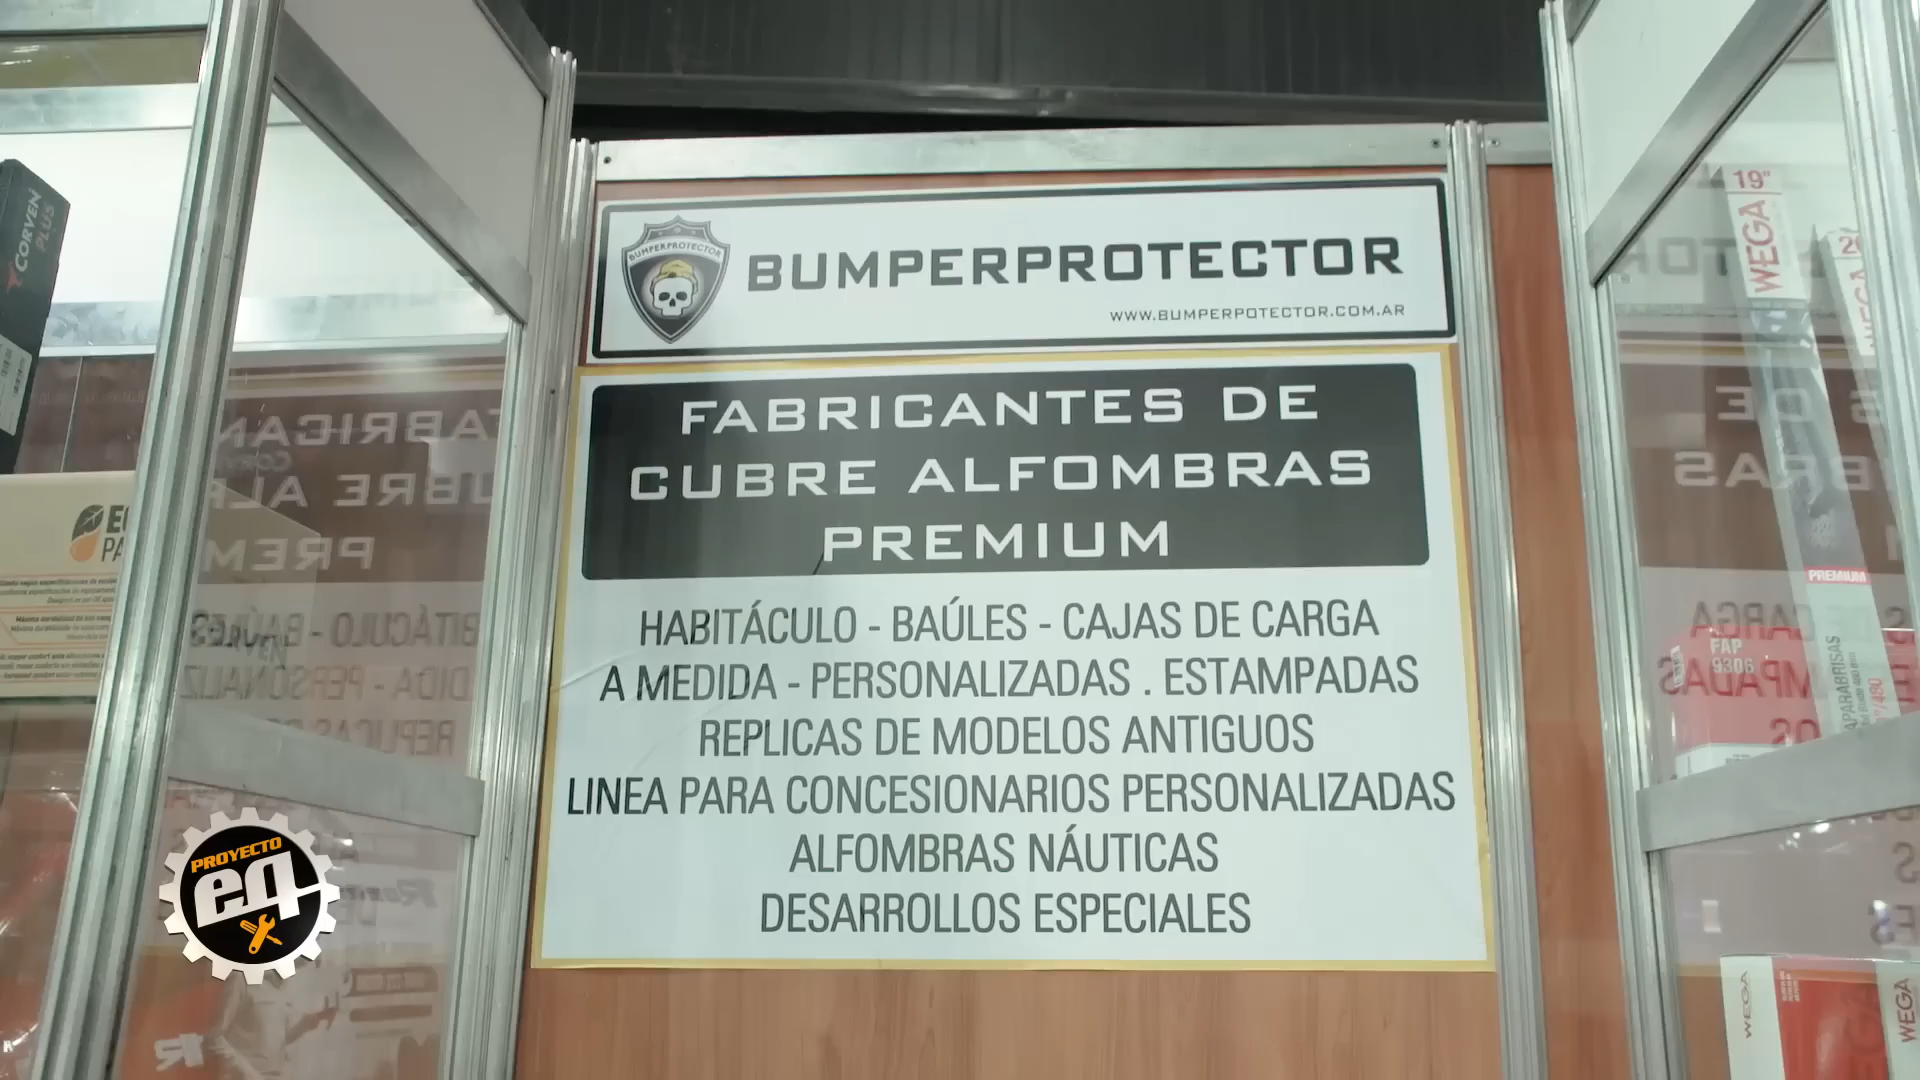 BUMPERPROTECTOR
BUMPERPROTECTOR
WWW.BUMPERPOTECTOR.COM.AR
FABRICANTES DE
CUBRE ALFOMBRAS
PREMIUM
HABITÁCULO - BAÚLES - CAJAS DE CARGA
A MEDIDA - PERSONALIZADAS . ESTAMPADAS
REPLICAS DE MODELOS ANTIGUOS
LINEA PARA CONCESIONARIOS PERSONALIZADAS
ALFOMBRAS NÁUTICAS
DESARROLLOS ESPECIALES
CORVEN
PLUS
19"
WEGA
WEGA
PREMIUM
FAP
9306
WEGA
WEGA
PROYECTO
eq